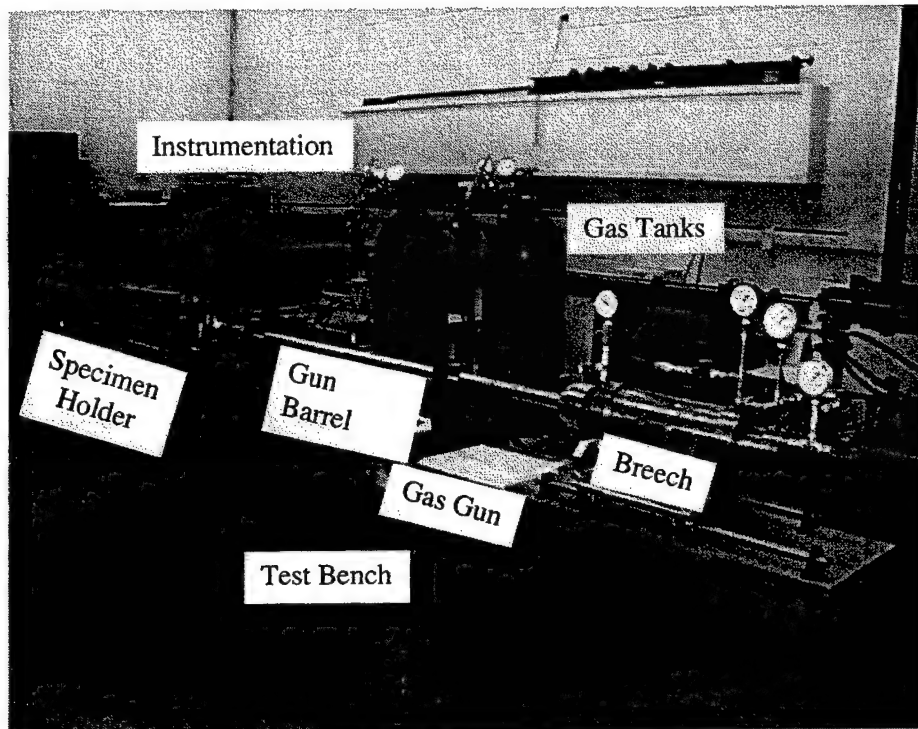 Instrumentation
Gas Tanks
Specimen
Holder
Gun
Barrel
Breech
Gas Gun
Test Bench